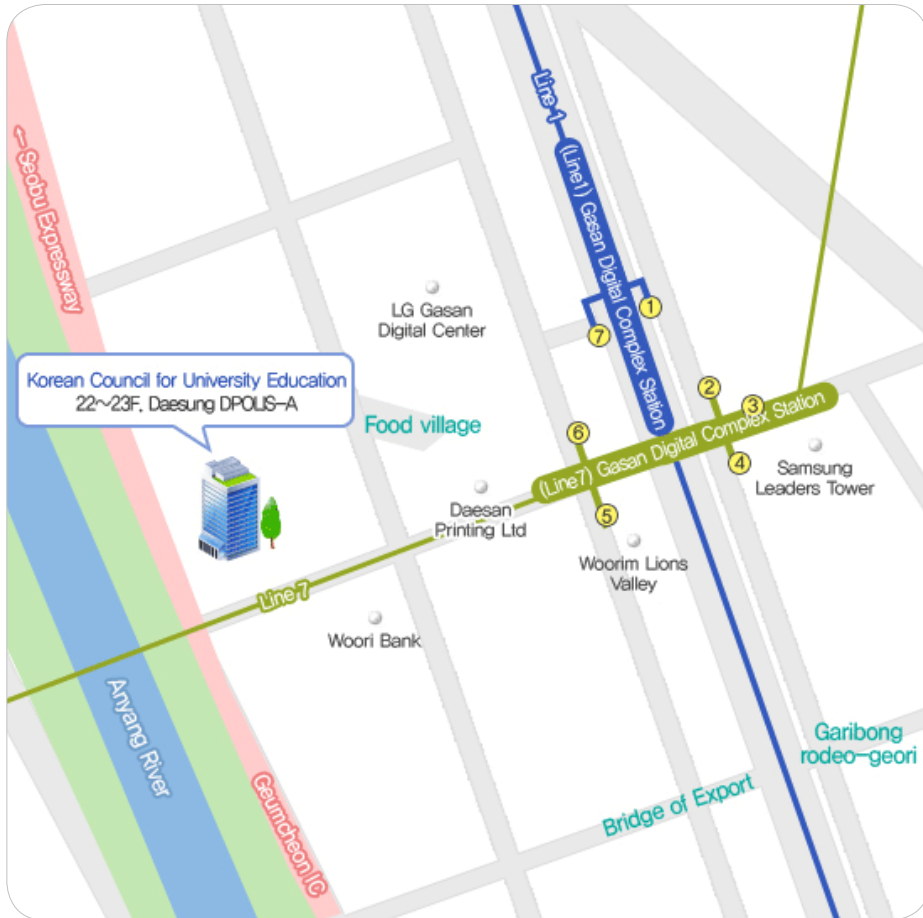 Line 1
(Line1) Gasan Digital Complex Station
← Seobu Expressway
LG Gasan
Digital Center
①
⑦
Korean Council for University Education
22~23F, Daesung DPOLIS-A
②
③
(Line7) Gasan Digital Complex Station
Food village
⑥
④
Samsung
Leaders Tower
Daesan
Printing Ltd
⑤
Woorim Lions
Valley
Line 7
Woori Bank
Anyang River
Geumcheon IC
Garibong
rodeo-geori
Bridge of Export